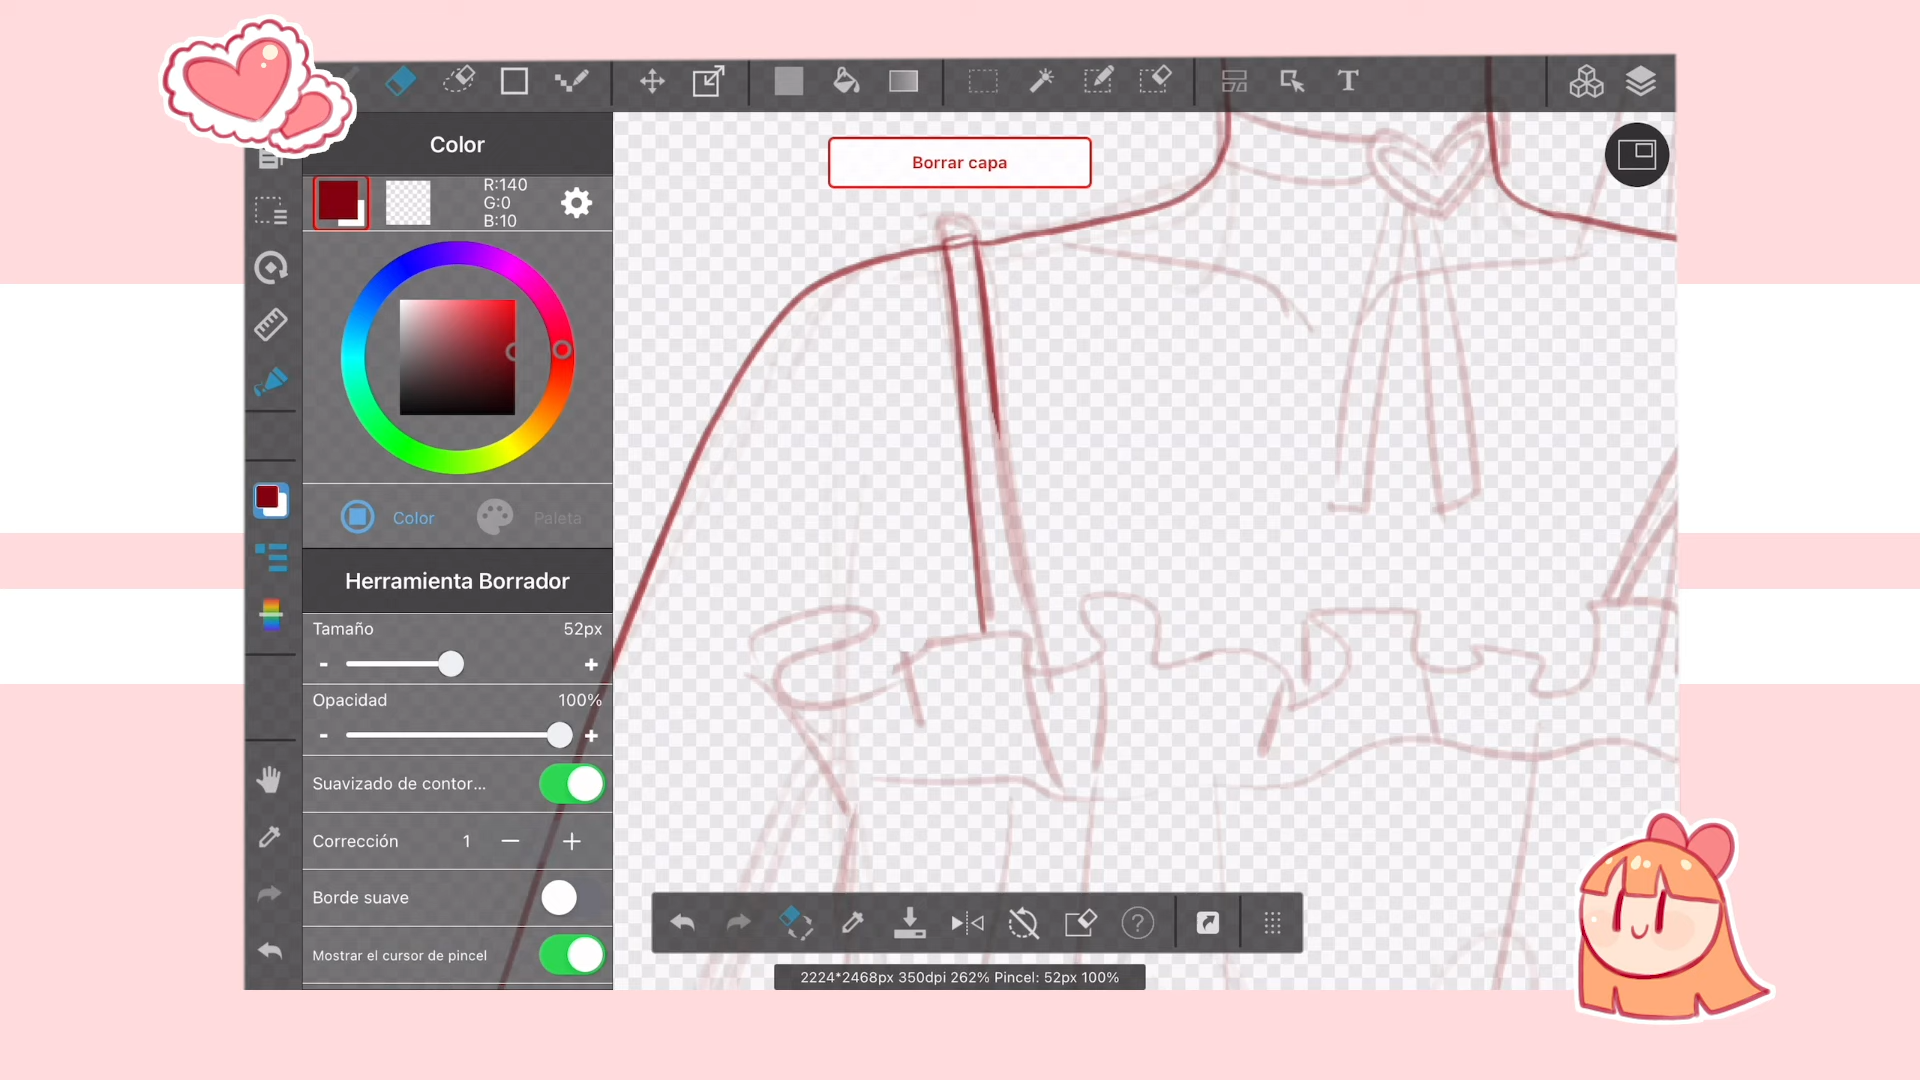 T
Color
R:140
G:0
B:10
Borrar capa
Color
Paleta
Herramienta Borrador
Tamaño 52px
- +
Opacidad 100%
- +
Suavizado de contor...
Corrección 1 — +
Borde suave
Mostrar el cursor de pincel
?
2224*2468px 350dpi 262% Pincel: 52px 100%